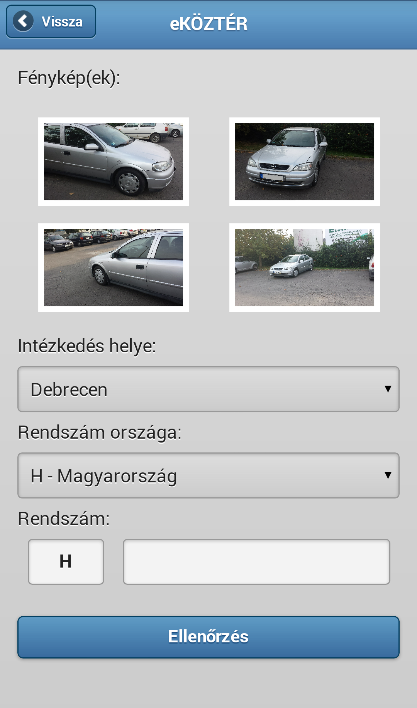 Vissza
eKÖZTÉR
Fénykép(ek):
Intézkedés helye:
Debrecen
Rendszám országa:
H - Magyarország
Rendszám:
H
Ellenőrzés